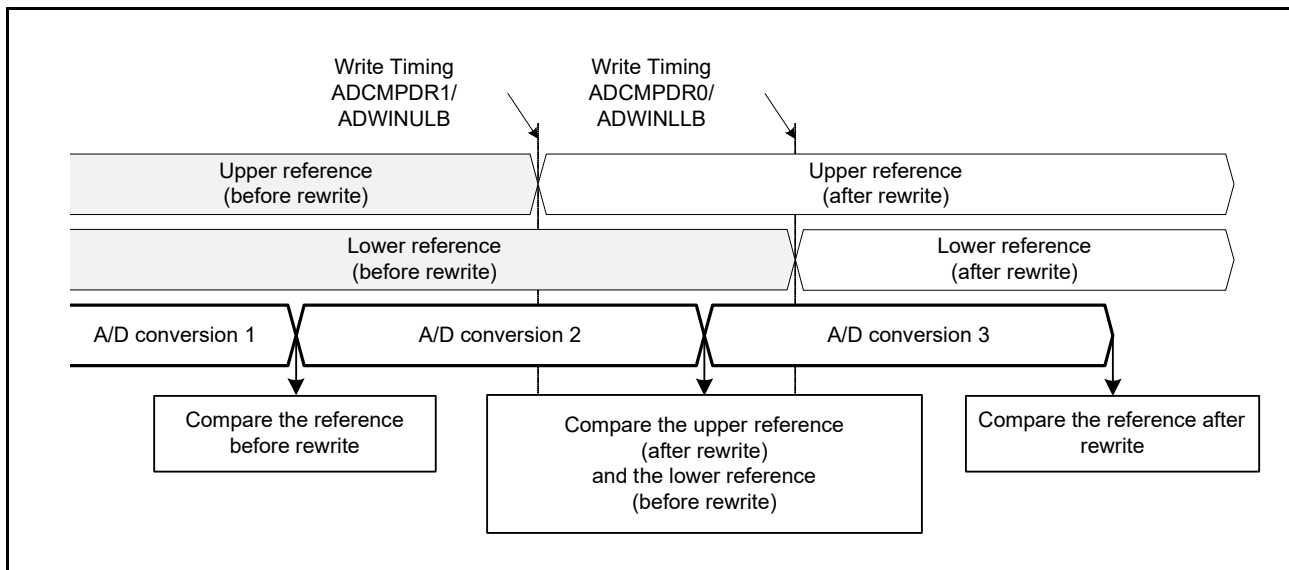 Write Timing
ADCMPDR1/
ADWINULB
Write Timing
ADCMPDR0/
ADWINLLB
Upper reference
(before rewrite)
Upper reference
(after rewrite)
Lower reference
(before rewrite)
Lower reference
(after rewrite)
A/D conversion 1
A/D conversion 2
A/D conversion 3
Compare the reference
before rewrite
Compare the upper reference
(after rewrite)
and the lower reference
(before rewrite)
Compare the reference after
rewrite